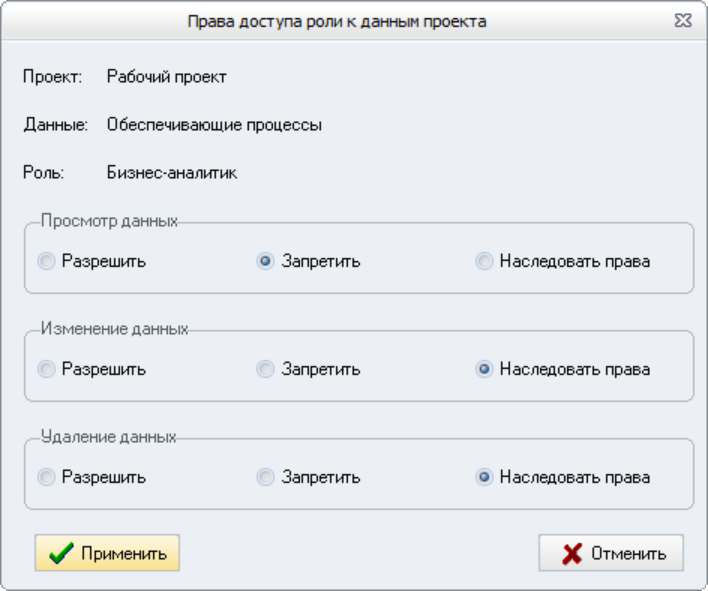 Права доступа роли к данным проекта
Проект: Рабочий проект
Данные: Обеспечивающие процессы
Роль: Бизнес-аналитик
Просмотр данных
Разрешить Запретить Наследовать права
Изменение данных
Разрешить Запретить Наследовать права
Удаление данных
Разрешить Запретить Наследовать права
Применить Отменить